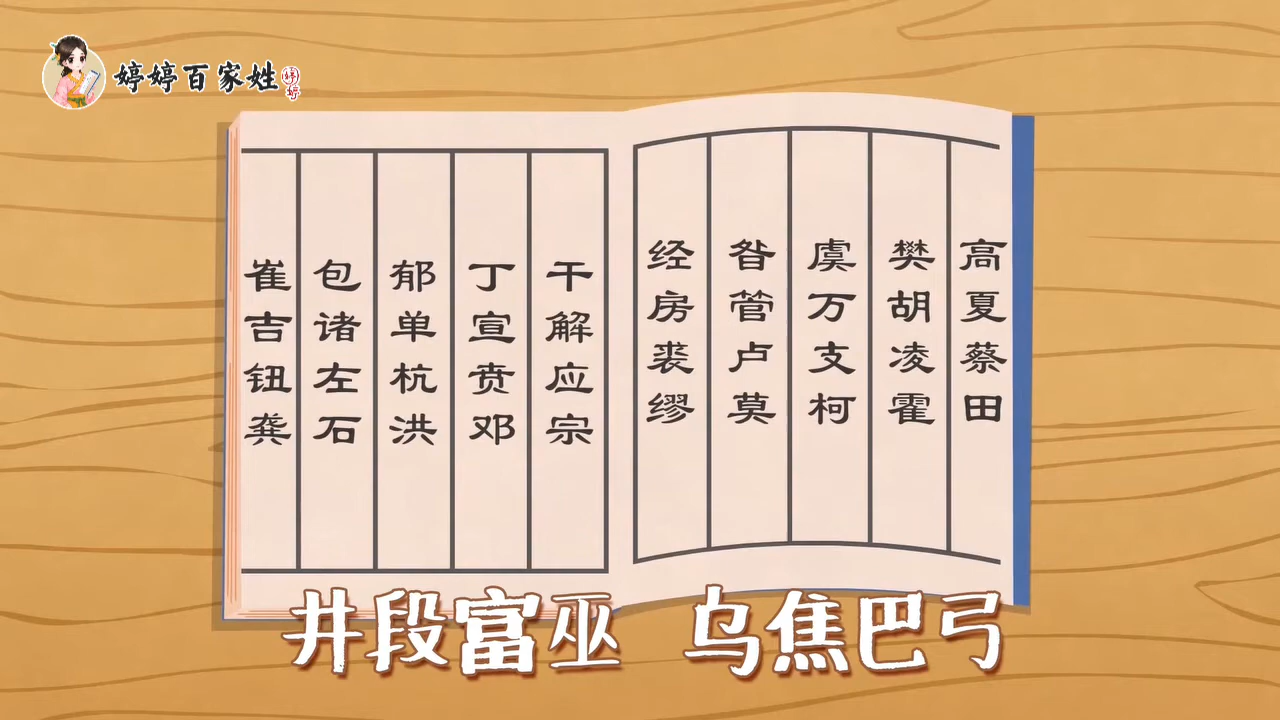 婷婷百家姓
婷婷
高夏蔡田
樊胡凌霍
虞万支柯
昝管卢莫
经房裘缪
干解应宗
丁宣贲邓
郁单杭洪
包诸左石
崔吉钮龚
井段富巫 乌焦巴弓